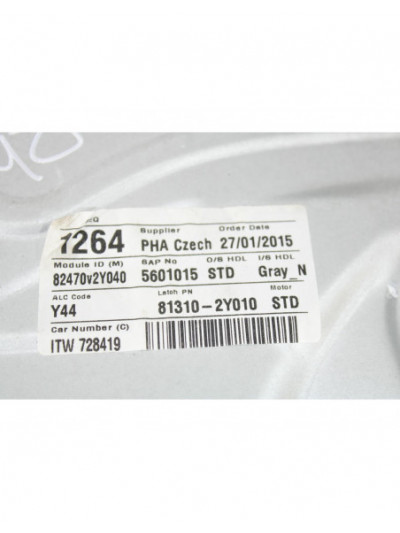 Supplier Order Date
1264 PHA Czech 27/01/2015
Module ID (M) SAP No O/S HDL I/S HDL
82470v2Y040 5601015 STD Gray_N
ALC Code Latch PN Motor
Y44 81310-2Y010 STD
Car Number (C)
ITW 728419